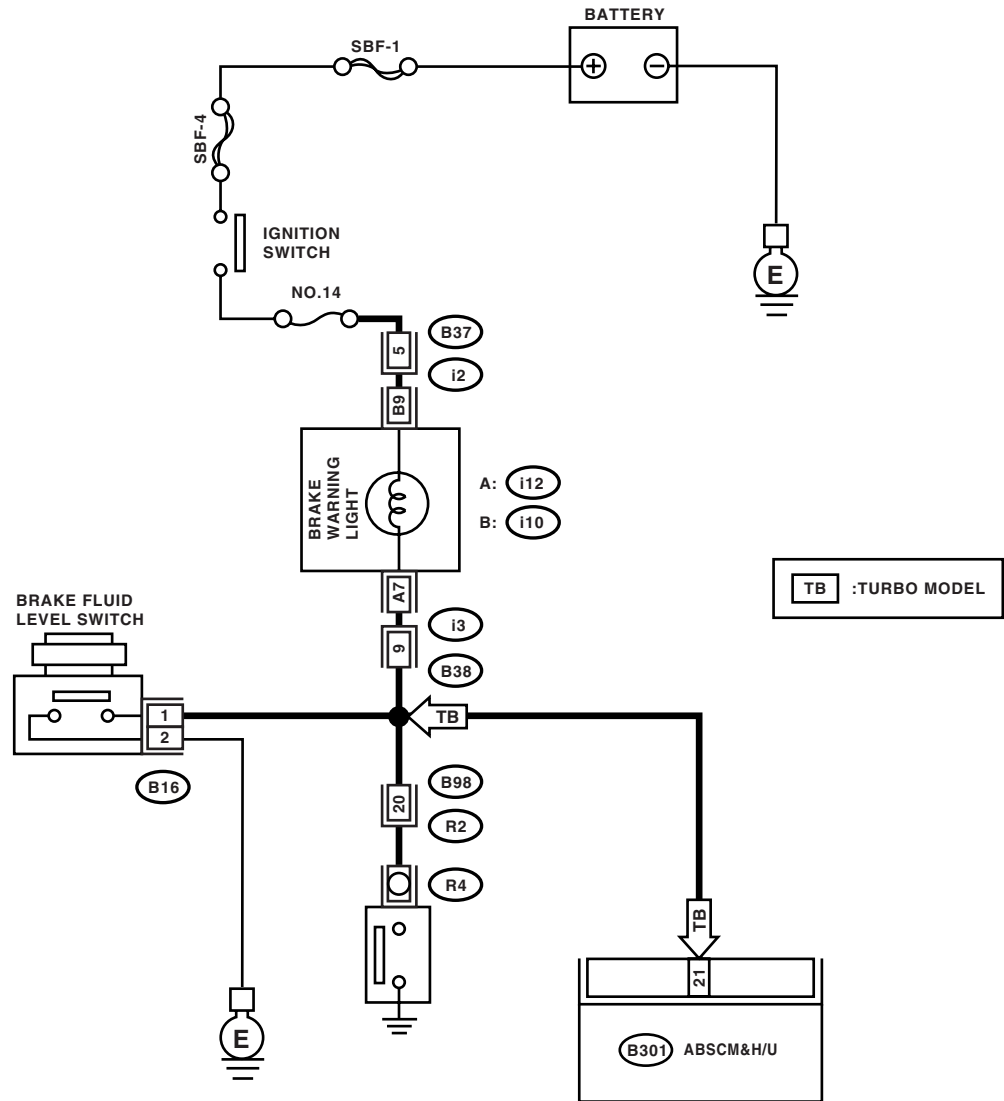 BATTERY
SBF-1
+
−
SBF-4
IGNITION
SWITCH
E
NO.14
B37
5
i2
B9
BRAKE
WARNING
LIGHT
A: i12
B: i10
A7
TB :TURBO MODEL
BRAKE FLUID
LEVEL SWITCH
i3
9
B38
1
TB
2
B16
B98
20
R2
R4
TB
21
E
B301 ABSCM&H/U